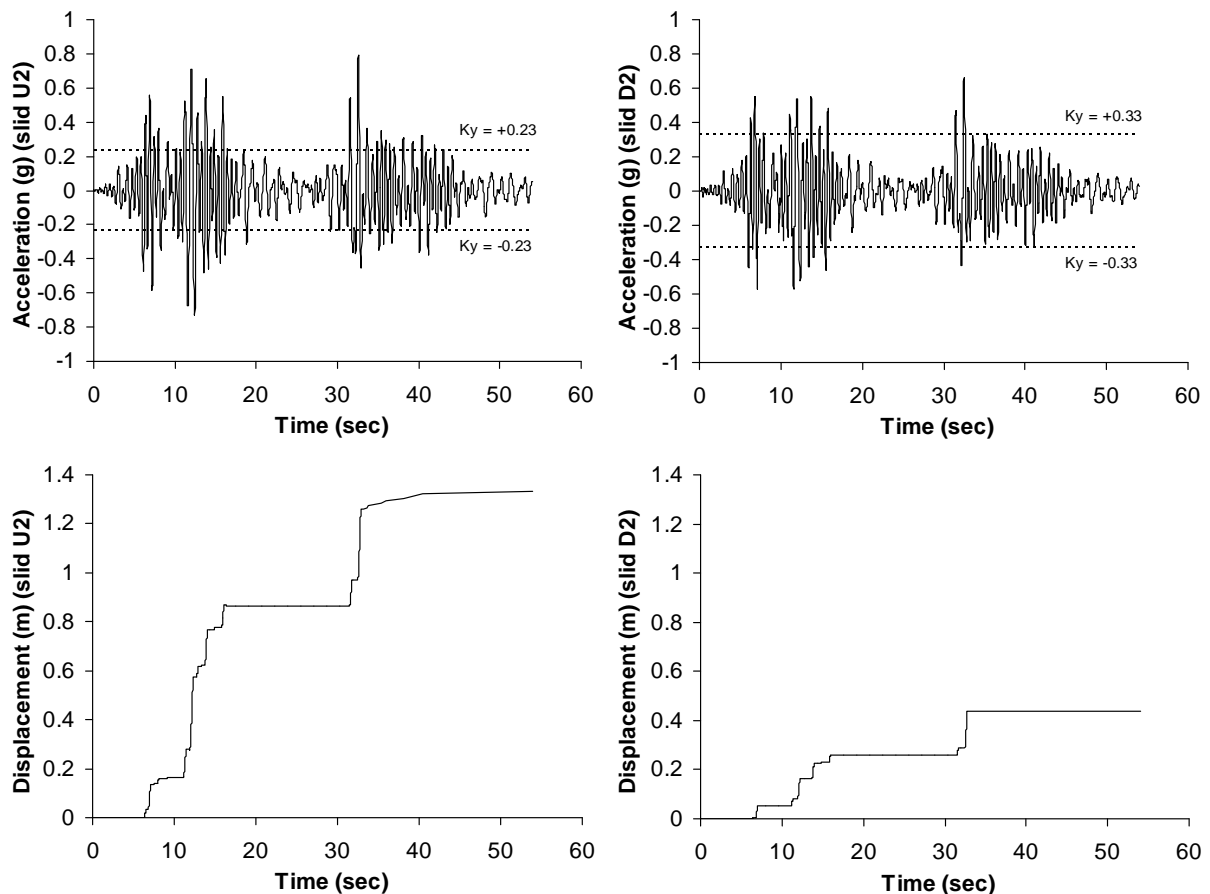 Acceleration (g) (slid U2)
1
0.8
0.6
0.4
0.2
0
-0.2
-0.4
-0.6
-0.8
-1
Ky = +0.23
Ky = -0.23
0 10 20 30 40 50 60
Time (sec)
Acceleration (g) (slid D2)
1
0.8
0.6
0.4
0.2
0
-0.2
-0.4
-0.6
-0.8
-1
Ky = +0.33
Ky = -0.33
0 10 20 30 40 50 60
Time (sec)
Displacement (m) (slid U2)
1.4
1.2
1
0.8
0.6
0.4
0.2
0
0 10 20 30 40 50 60
Time (sec)
Displacement (m) (slid D2)
1.4
1.2
1
0.8
0.6
0.4
0.2
0
0 10 20 30 40 50 60
Time (sec)